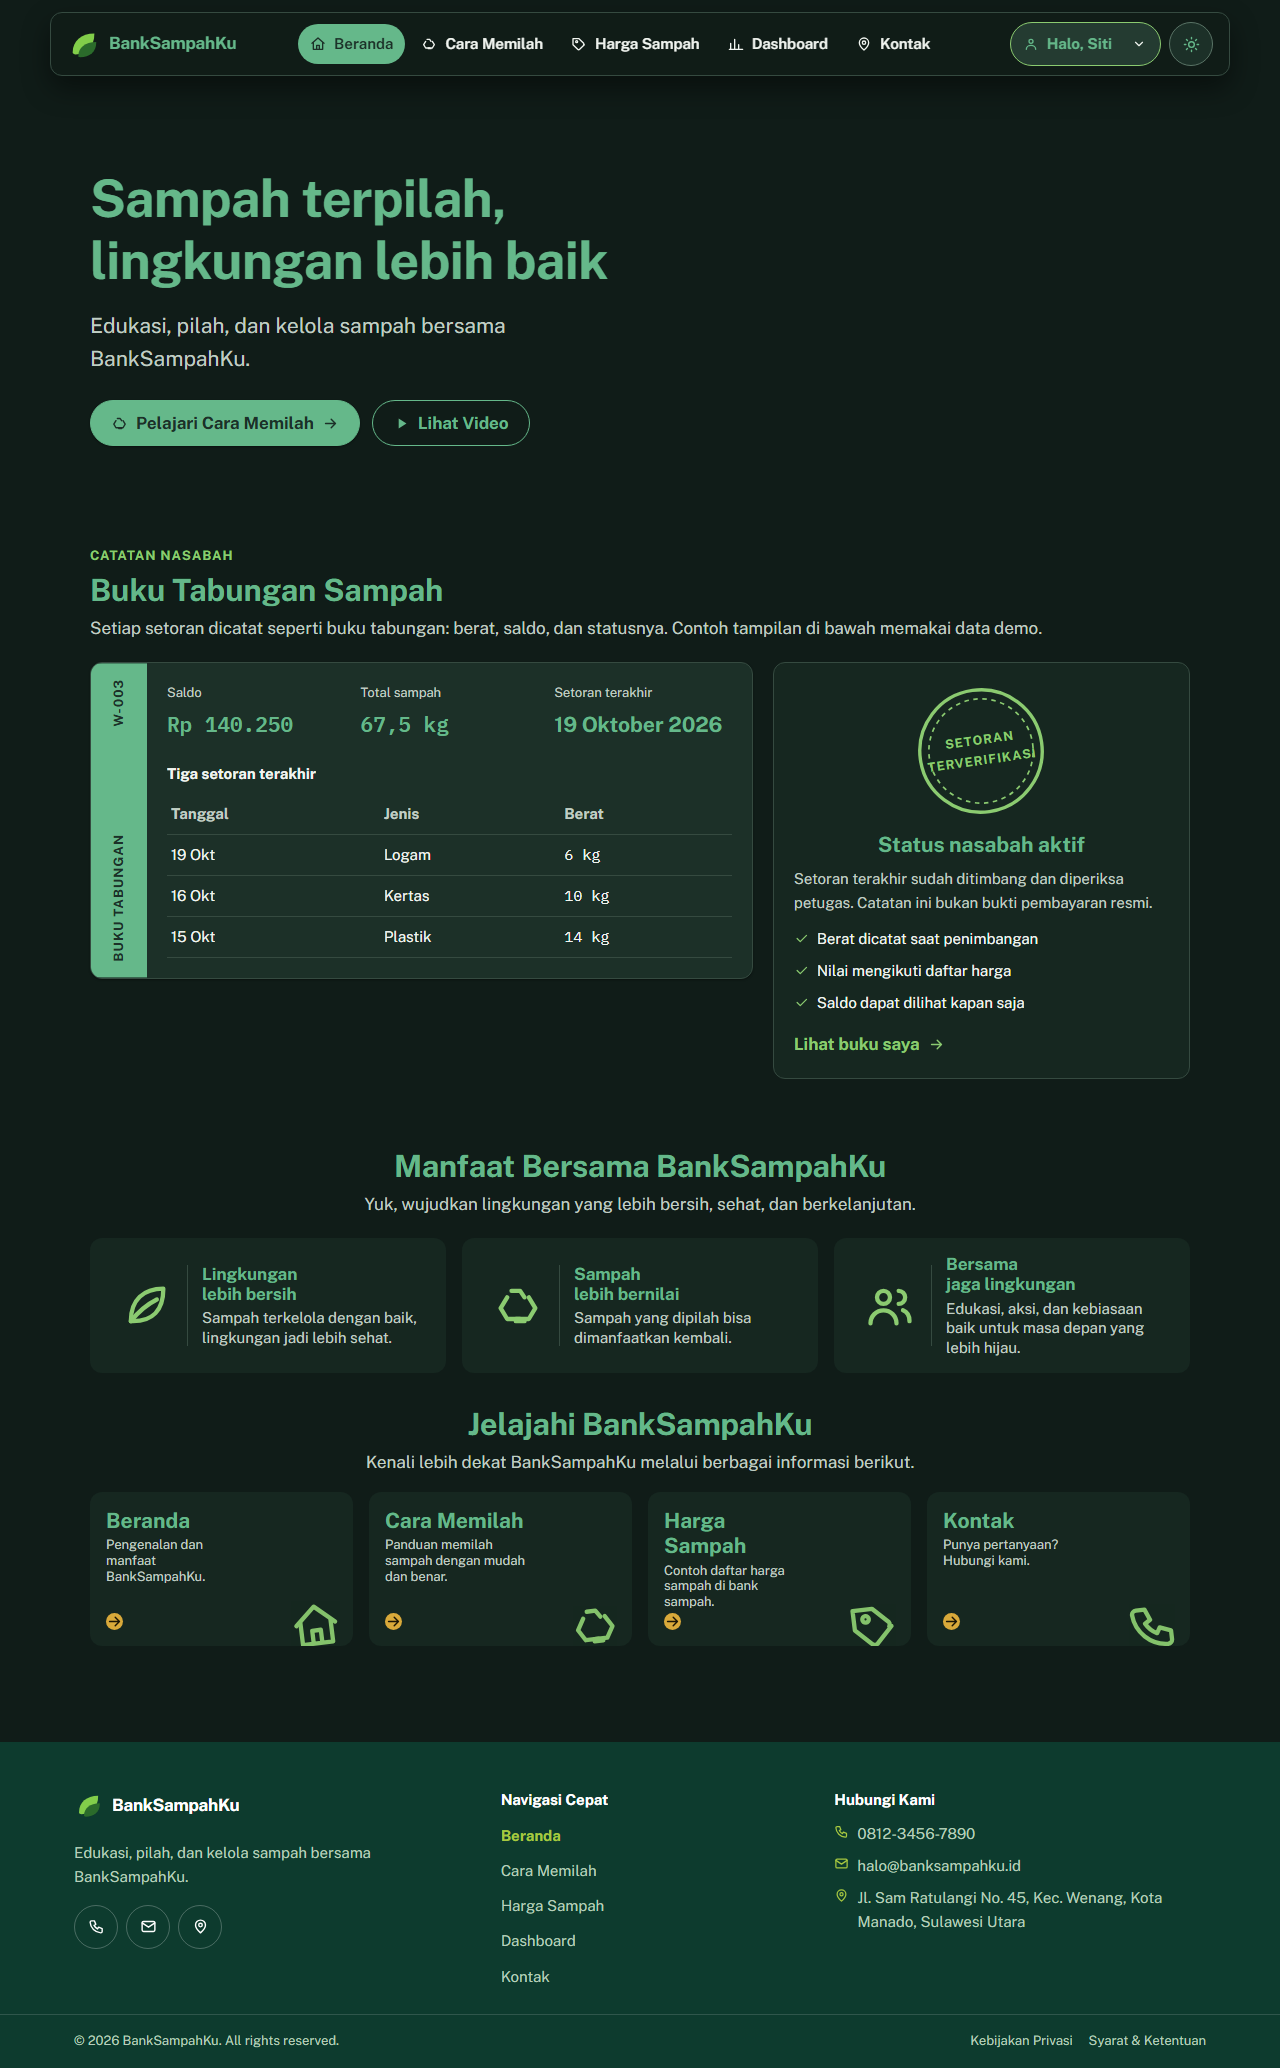 BankSampahKu
Beranda
Cara Memilah
Harga Sampah
Dashboard
Kontak
Halo, Siti
Sampah terpilah,
lingkungan lebih baik
Edukasi, pilah, dan kelola sampah bersama
BankSampahKu.
Pelajari Cara Memilah →
Lihat Video
CATATAN NASABAH
Buku Tabungan Sampah
Setiap setoran dicatat seperti buku tabungan: berat, saldo, dan statusnya. Contoh tampilan di bawah memakai data demo.
W-003
BUKU TABUNGAN
Saldo
Rp 140.250
Total sampah
67,5 kg
Setoran terakhir
19 Oktober 2026
Tiga setoran terakhir
Tanggal Jenis Berat
19 Okt Logam 6 kg
16 Okt Kertas 10 kg
15 Okt Plastik 14 kg
SETORAN
TERVERIFIKASI
Status nasabah aktif
Setoran terakhir sudah ditimbang dan diperiksa
petugas. Catatan ini bukan bukti pembayaran resmi.
Berat dicatat saat penimbangan
Nilai mengikuti daftar harga
Saldo dapat dilihat kapan saja
Lihat buku saya →
Manfaat Bersama BankSampahKu
Yuk, wujudkan lingkungan yang lebih bersih, sehat, dan berkelanjutan.
Lingkungan
lebih bersih
Sampah terkelola dengan baik,
lingkungan jadi lebih sehat.
Sampah
lebih bernilai
Sampah yang dipilah bisa
dimanfaatkan kembali.
Bersama
jaga lingkungan
Edukasi, aksi, dan kebiasaan
baik untuk masa depan yang
lebih hijau.
Jelajahi BankSampahKu
Kenali lebih dekat BankSampahKu melalui berbagai informasi berikut.
Beranda
Pengenalan dan
manfaat
BankSampahKu.
Cara Memilah
Panduan memilah
sampah dengan mudah
dan benar.
Harga
Sampah
Contoh daftar harga
sampah di bank
sampah.
Kontak
Punya pertanyaan?
Hubungi kami.
BankSampahKu
Edukasi, pilah, dan kelola sampah bersama
BankSampahKu.
Navigasi Cepat
Beranda
Cara Memilah
Harga Sampah
Dashboard
Kontak
Hubungi Kami
0812-3456-7890
halo@banksampahku.id
Jl. Sam Ratulangi No. 45, Kec. Wenang, Kota
Manado, Sulawesi Utara
© 2026 BankSampahKu. All rights reserved.
Kebijakan Privasi
Syarat & Ketentuan